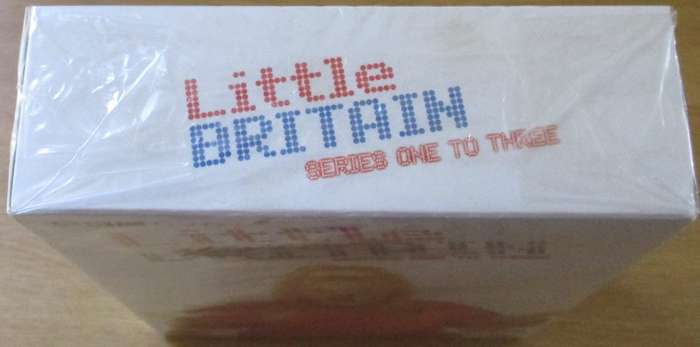 Little
BRITAIN
SERIES ONE TO THREE